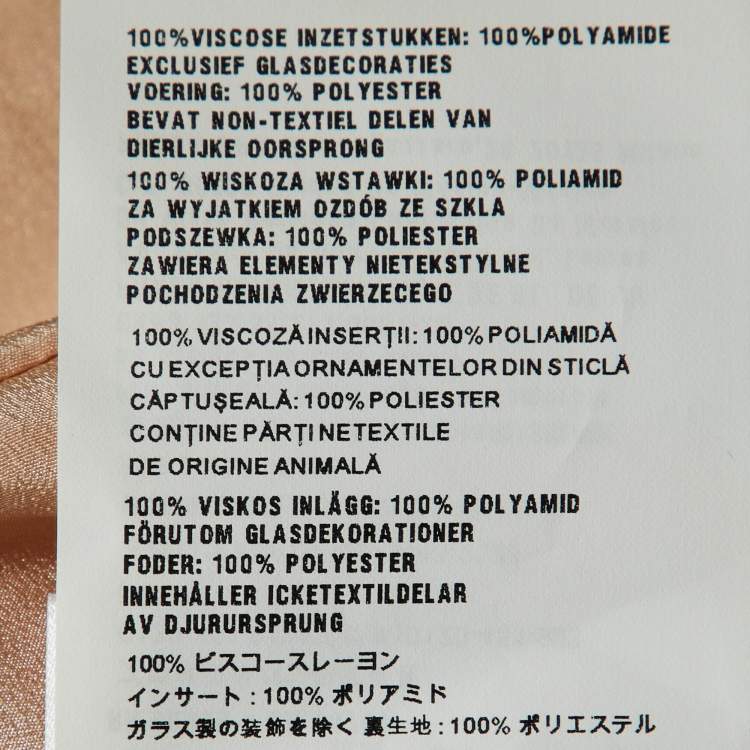 100%VISCOSE INZETSTUKKEN: 100%POLYAMIDE
EXCLUSIEF GLASDECORATIES
VOERING: 100% POLYESTER
BEVAT NON-TEXTIEL DELEN VAN
DIERLIJKE OORSPRONG
100% WISKOZA WSTAWKI: 100% POLIAMID
ZA WYJATKIEM OZDÓB ZE SZKLA
PODSZEWKA: 100% POLIESTER
ZAWIERA ELEMENTY NIETEKSTYLNE
POCHODZENIA ZWIERZECEGO
100% VISCOZĂ INSERȚII: 100% POLIAMIDĂ
CU EXCEPȚIA ORNAMENTELOR DIN STICLĂ
CĂPTUȘEALĂ: 100% POLIESTER
CONȚINE PĂRȚI NETEXTILE
DE ORIGINE ANIMALĂ
100% VISKOS INLÄGG: 100% POLYAMID
FÖRUTOM GLASDEKORATIONER
FODER: 100% POLYESTER
INNEHÅLLER ICKETEXTILDELAR
AV DJURURSPRUNG
100% ビスコースレーヨン
インサート : 100% ポリアミド
ガラス製の装飾を除く 裏生地 : 100% ポリエステル